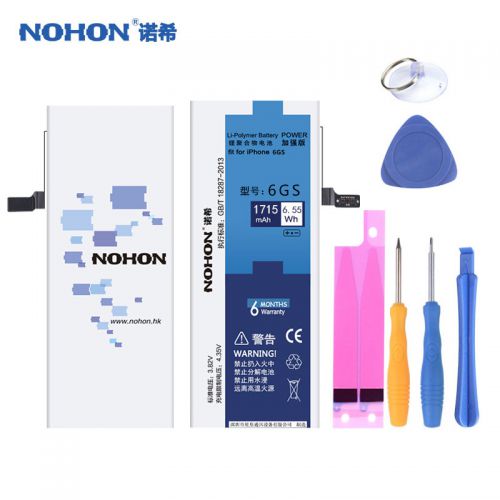 NOHON®诺希
NOHON
www.nohon.hk
Li-Polymer Battery
锂聚合物电池
fit for iPhone 6GS
POWER
加强版
型号: 6GS
1715
mAh
6.55
Wh
6 MONTHS
Warranty
警告
禁止扔入火中
禁止分解电池
禁止用水浸
远离高温火源
NOHON®诺希
执行标准: GB/T 18287-2013
标准电压: 3.82V
充电限制电压: 4.35V